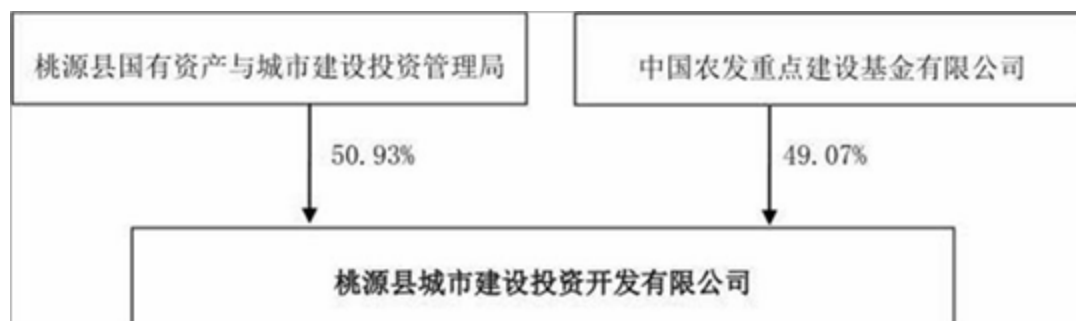 桃源县国有资产与城市建设投资管理局
中国农发重点建设基金有限公司
50.93%
49.07%
桃源县城市建设投资开发有限公司